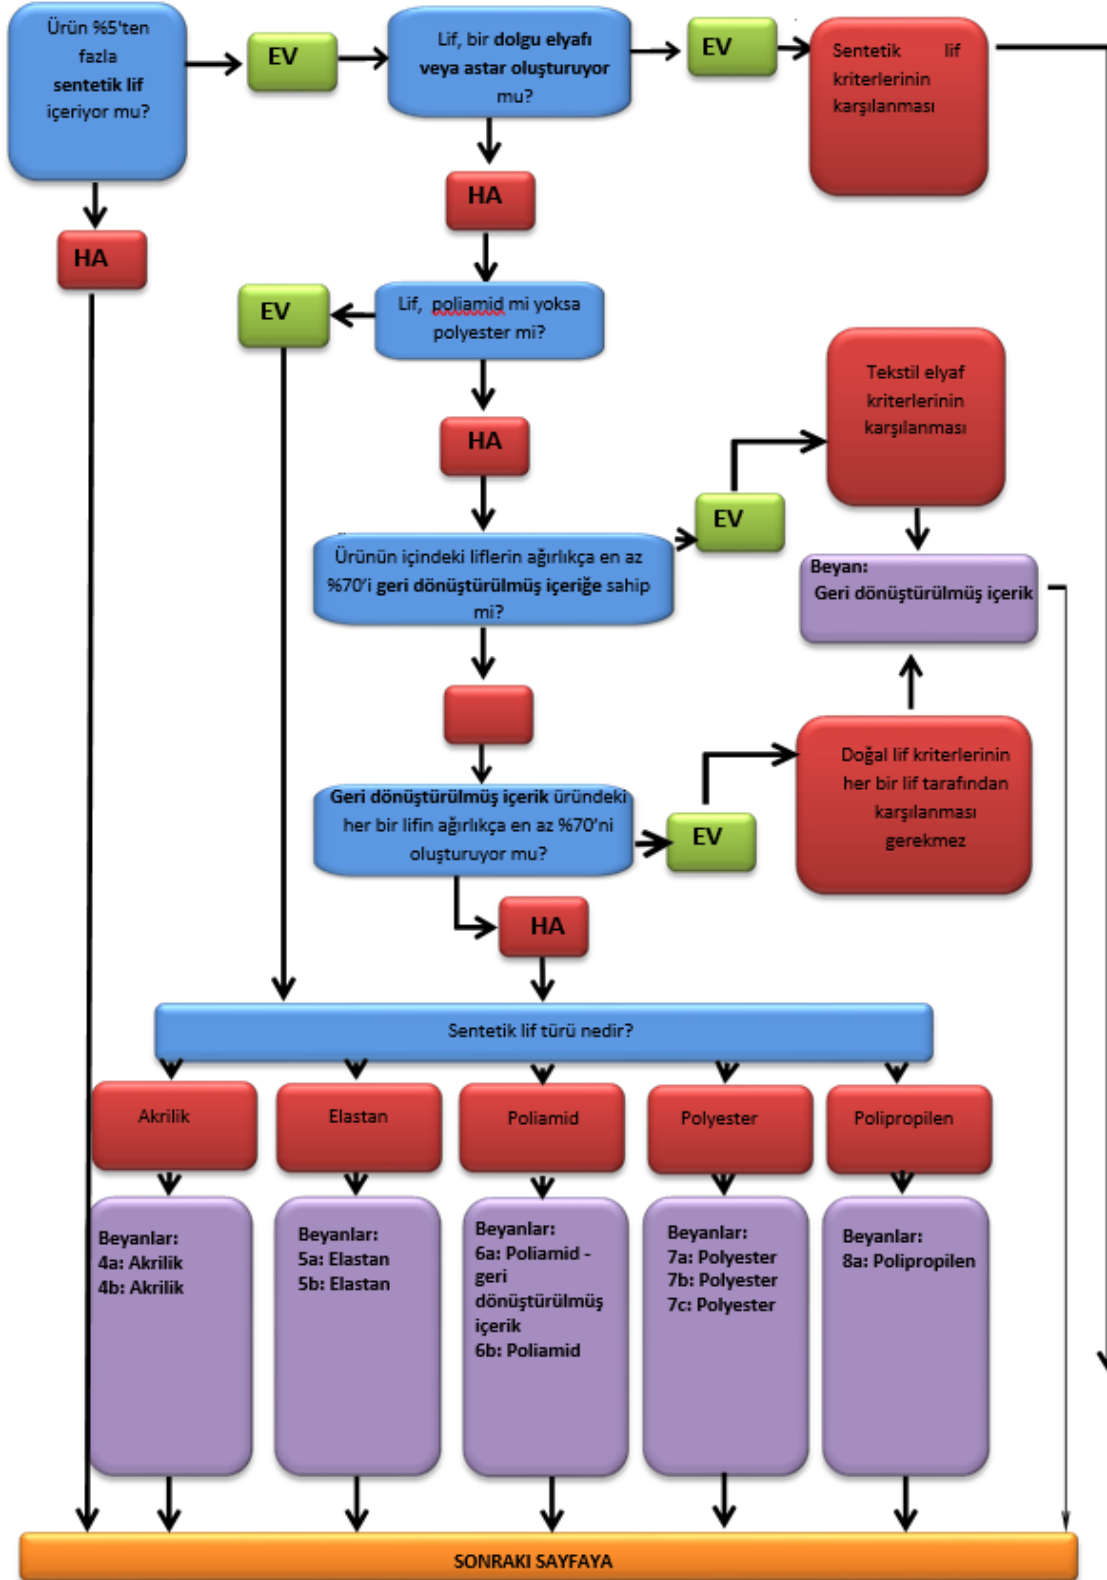 Ürün %5'ten
fazla
sentetik lif
içeriyor mu?
EV
Lif, bir dolgu elyafı
veya astar oluşturuyor
mu?
EV
Sentetik lif
kriterlerinin
karşılanması
HA
HA
EV
Lif, poliamid mi yoksa
polyester mi?
HA
Tekstil elyaf
kriterlerinin
karşılanması
EV
Ürünün içindeki liflerin ağırlıkça en az
%70'i geri dönüştürülmüş içeriğe sahip
mi?
Beyan:
Geri dönüştürülmüş içerik
Geri dönüştürülmüş içerik üründeki
her bir lifin ağırlıkça en az %70'ni
oluşturuyor mu?
EV
Doğal lif kriterlerinin
her bir lif tarafından
karşılanması
gerekmez
HA
Sentetik lif türü nedir?
Akrilik
Elastan
Poliamid
Polyester
Polipropilen
Beyanlar:
4a: Akrilik
4b: Akrilik
Beyanlar:
5a: Elastan
5b: Elastan
Beyanlar:
6a: Poliamid -
geri
dönüştürülmüş
içerik
6b: Poliamid
Beyanlar:
7a: Polyester
7b: Polyester
7c: Polyester
Beyanlar:
8a: Polipropilen
SONRAKI SAYFAYA